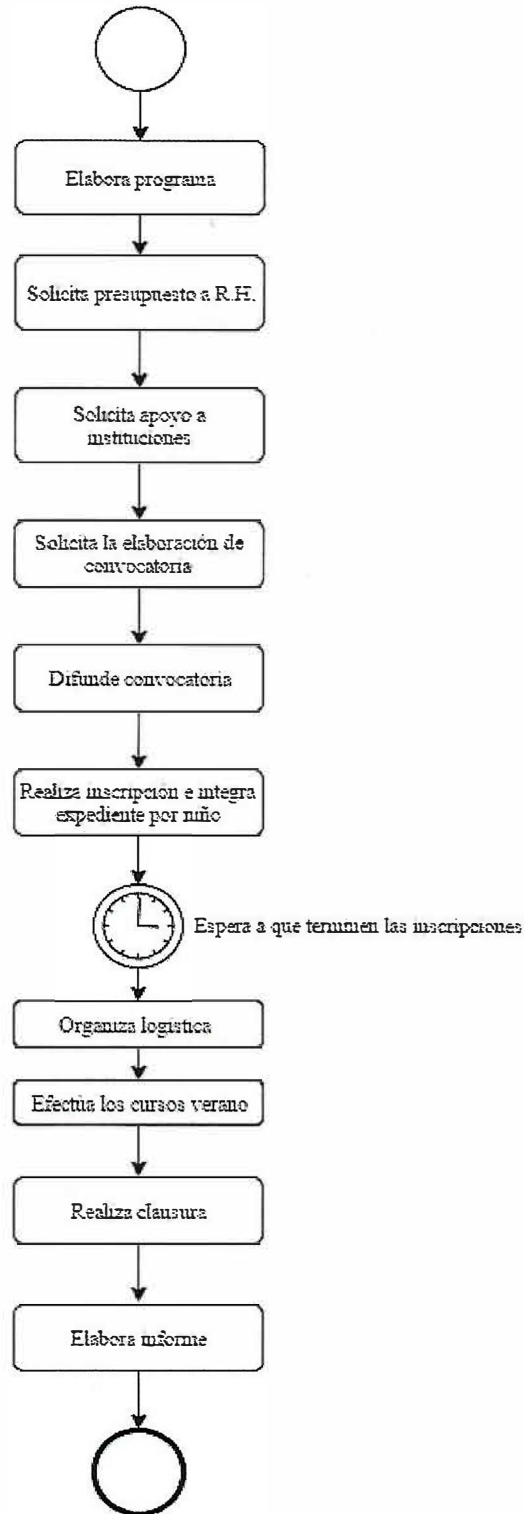 Elabora programa
Solicita presupuesto a R.H.
Solicita apoyo a
instituciones
Solicita la elaboración de
convocatoria
Difunde convocatoria
Realiza inscripción e integra
expediente por niño
Espera a que terminen las inscripciones
Organiza logística
Efectúa los cursos verano
Realiza clausura
Elabora informe